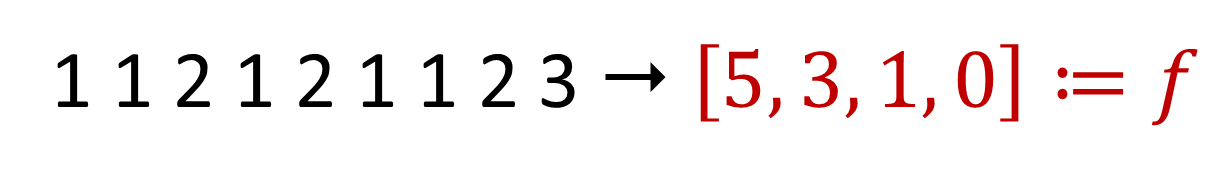 1 1 2 1 2 1 1 2 3 → [5, 3, 1, 0] ≔ f